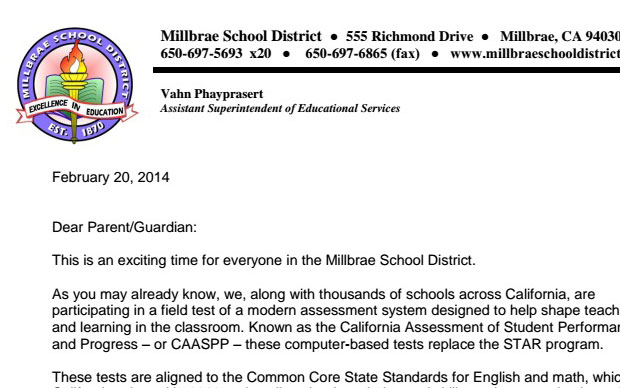 MILLBRAE SCHOOL DISTRICT
EXCELLENCE IN EDUCATION
EST. 1870
Millbrae School District ● 555 Richmond Drive ● Millbrae, CA 94030
650-697-5693 x20 ● 650-697-6865 (fax) ● www.millbraeschooldistrict
Vahn Phayprasert
Assistant Superintendent of Educational Services
February 20, 2014
Dear Parent/Guardian:
This is an exciting time for everyone in the Millbrae School District.
As you may already know, we, along with thousands of schools across California, are
participating in a field test of a modern assessment system designed to help shape teach
and learning in the classroom. Known as the California Assessment of Student Performan
and Progress – or CAASPP – these computer-based tests replace the STAR program.
These tests are aligned to the Common Core State Standards for English and math, whic